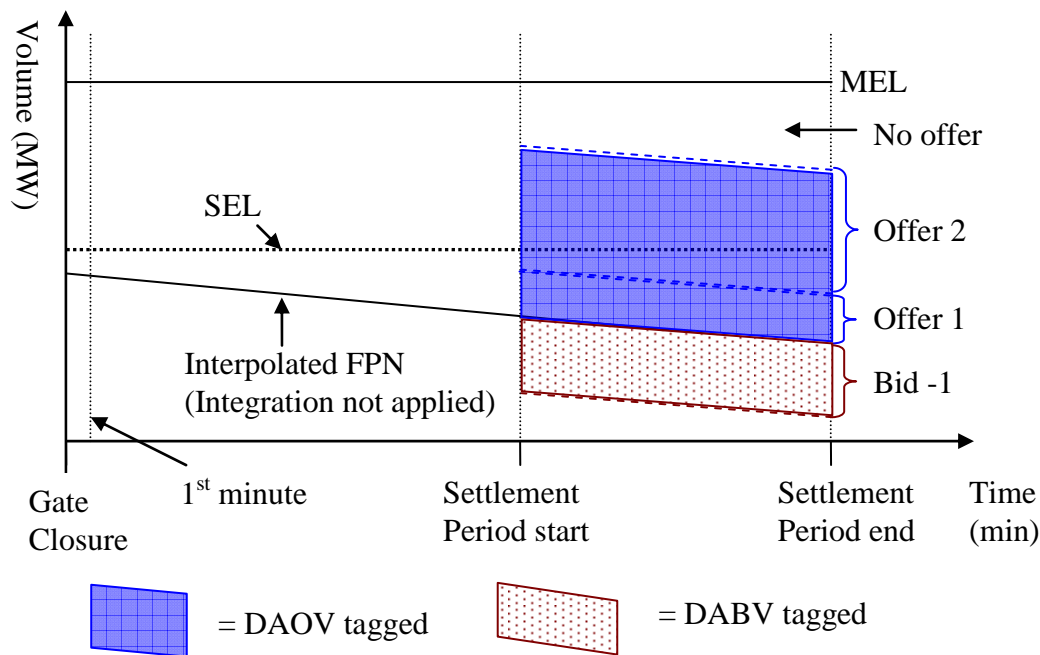 Volume (MW)
MEL
No offer
SEL
Offer 2
Offer 1
Interpolated FPN
(Integration not applied)
Bid -1
1st minute
Gate
Closure
Settlement
Period start
Settlement
Period end
Time
(min)
= DAOV tagged
= DABV tagged